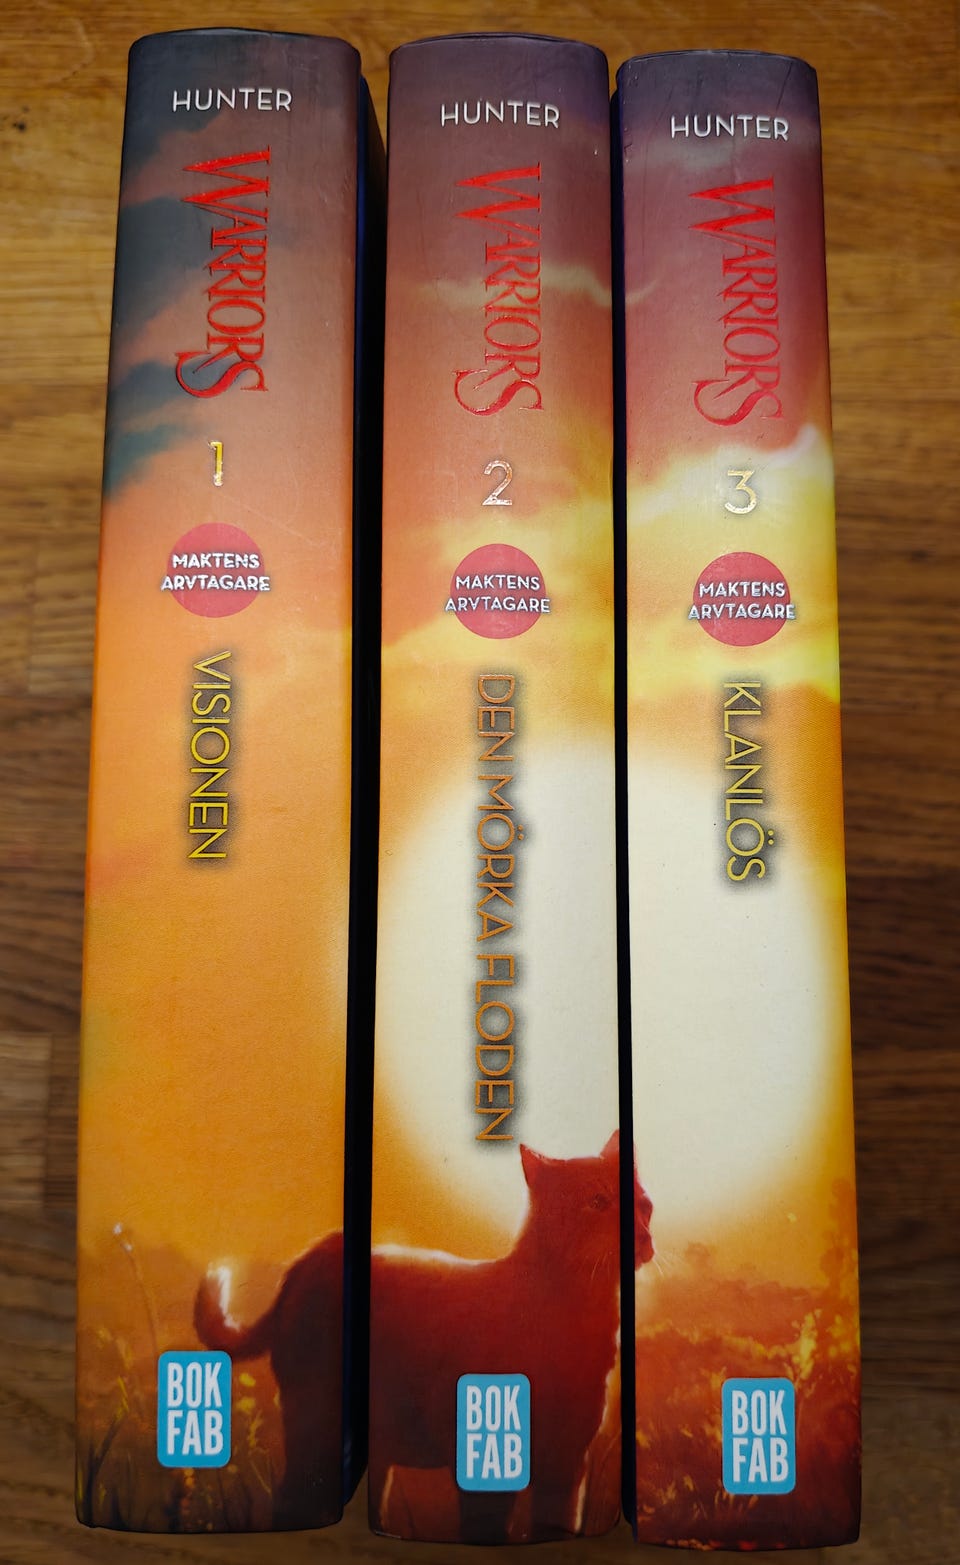 HUNTER
WARRIORS
1
MAKTENS
ARVTAGARE
VISIONEN
BOK
FAB
HUNTER
WARRIORS
2
MAKTENS
ARVTAGARE
DEN MÖRKA FLODEN
BOK
FAB
HUNTER
WARRIORS
3
MAKTENS
ARVTAGARE
KLANLÖS
BOK
FAB